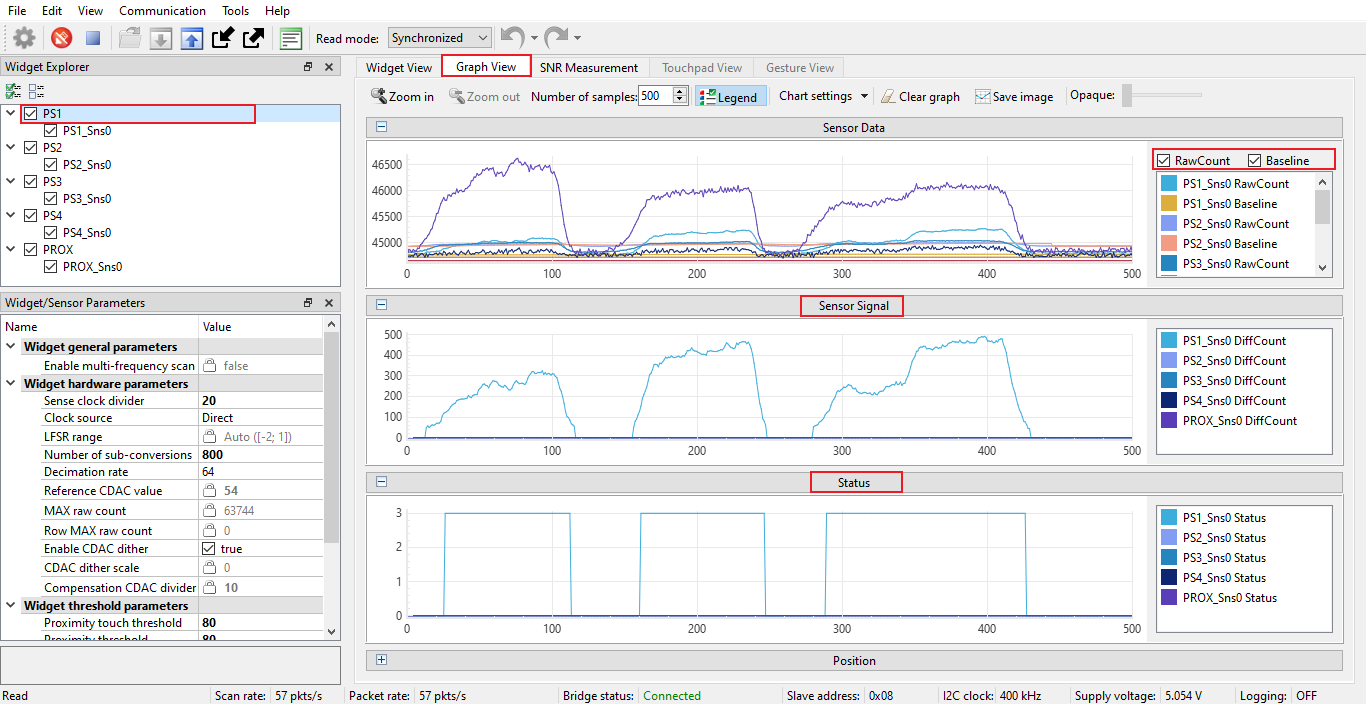 File Edit View Communication Tools Help
Read mode: Synchronized
Widget Explorer
PS1
PS1_Sns0
PS2
PS2_Sns0
PS3
PS3_Sns0
PS4
PS4_Sns0
PROX
PROX_Sns0
Widget/Sensor Parameters
Name Value
Widget general parameters
Enable multi-frequency scan false
Widget hardware parameters
Sense clock divider 20
Clock source Direct
LFSR range Auto ([-2; 1])
Number of sub-conversions 800
Decimation rate 64
Reference CDAC value 54
MAX raw count 63744
Row MAX raw count 0
Enable CDAC dither true
CDAC dither scale 0
Compensation CDAC divider 10
Widget threshold parameters
Proximity touch threshold 80
Proximity threshold 80
Widget View Graph View SNR Measurement Touchpad View Gesture View
Zoom in Zoom out Number of samples: 500 Legend Chart settings Clear graph Save image Opaque:
Sensor Data
46500
46000
45500
45000
0 100 200 300 400 500
RawCount Baseline
PS1_Sns0 RawCount
PS1_Sns0 Baseline
PS2_Sns0 RawCount
PS2_Sns0 Baseline
PS3_Sns0 RawCount
Sensor Signal
500
400
300
200
100
0
0 100 200 300 400 500
PS1_Sns0 DiffCount
PS2_Sns0 DiffCount
PS3_Sns0 DiffCount
PS4_Sns0 DiffCount
PROX_Sns0 DiffCount
Status
3
2
1
0
0 100 200 300 400 500
PS1_Sns0 Status
PS2_Sns0 Status
PS3_Sns0 Status
PS4_Sns0 Status
PROX_Sns0 Status
Position
Read Scan rate: 57 pkts/s Packet rate: 57 pkts/s Bridge status: Connected Slave address: 0x08 I2C clock: 400 kHz Supply voltage: 5.054 V Logging: OFF